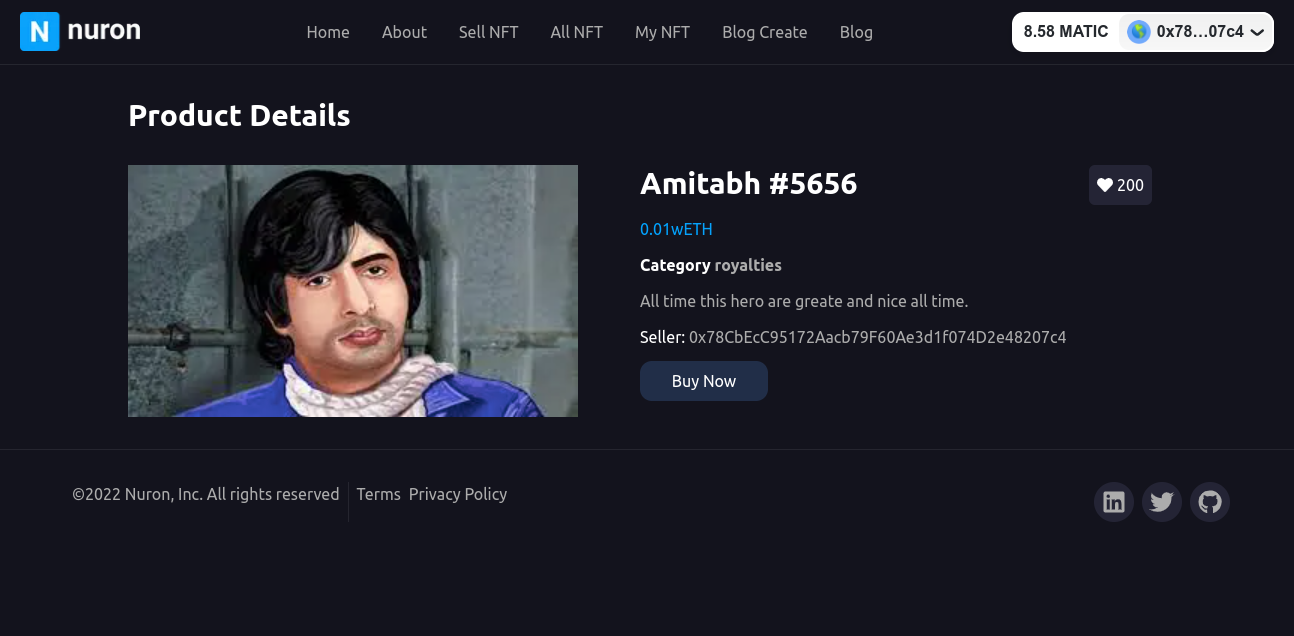 N nuron
Home About Sell NFT All NFT My NFT Blog Create Blog
8.58 MATIC 0x78...07c4
Product Details
Amitabh #5656
200
0.01wETH
Category royalties
All time this hero are greate and nice all time.
Seller: 0x78CbEcC95172Aacb79F60Ae3d1f074D2e48207c4
Buy Now
©2022 Nuron, Inc. All rights reserved Terms Privacy Policy